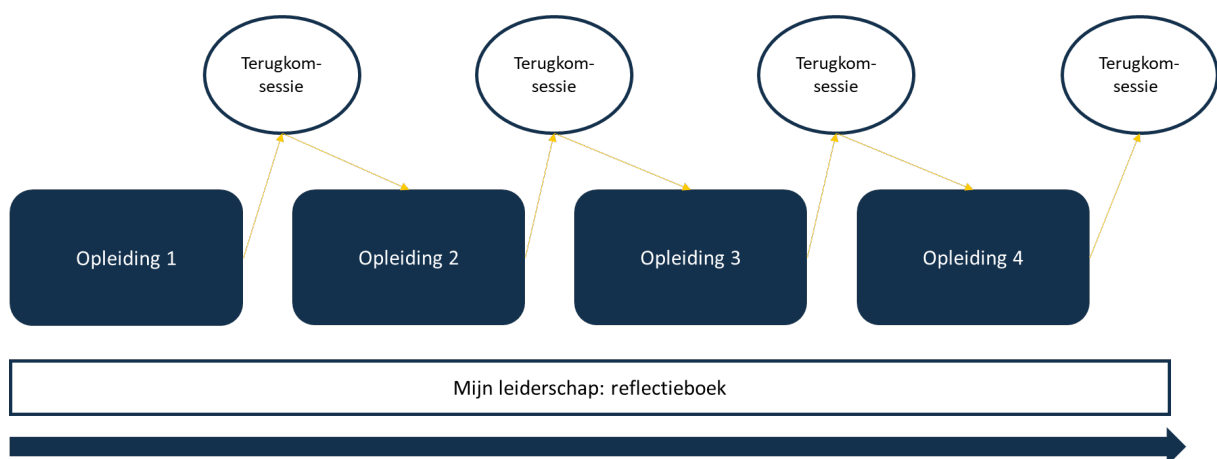 Terugkom-
sessie
Terugkom-
sessie
Terugkom-
sessie
Terugkom-
sessie
Opleiding 1
Opleiding 2
Opleiding 3
Opleiding 4
Mijn leiderschap: reflectieboek